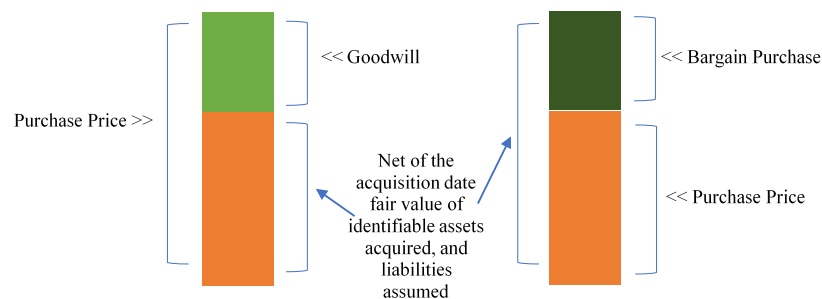 << Goodwill
<< Bargain Purchase
Purchase Price >>
Net of the
acquisition date
fair value of
identifiable assets
acquired, and
liabilities
assumed
<< Purchase Price